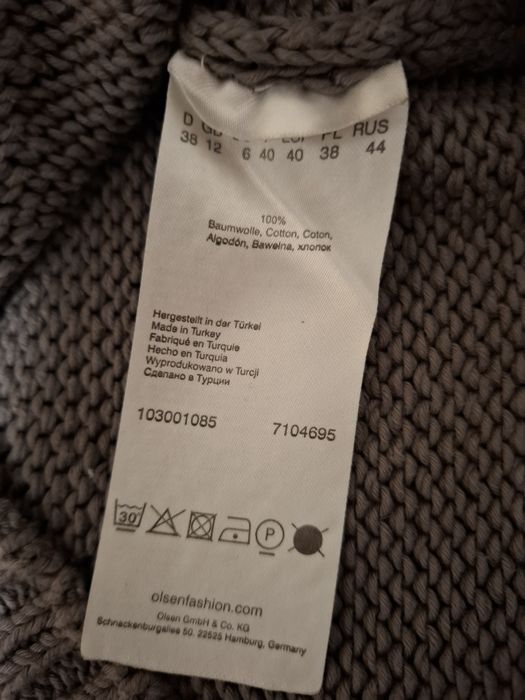 D RUS
38 12 6 40 40 38 44
100%
Baumwolle, Cotton, Coton,
Algodón, Bawełna, хлопок
Hergestellt in der Türkei
Made in Turkey
Fabriqué en Turquie
Hecho en Turquia
Wyprodukowano w Turcji
Сделано в Турции
103001085 7104695
30 P
olsenfashion.com
Olsen GmbH & Co. KG
Schnackenburgallee 50. 22525 Hamburg, Germany